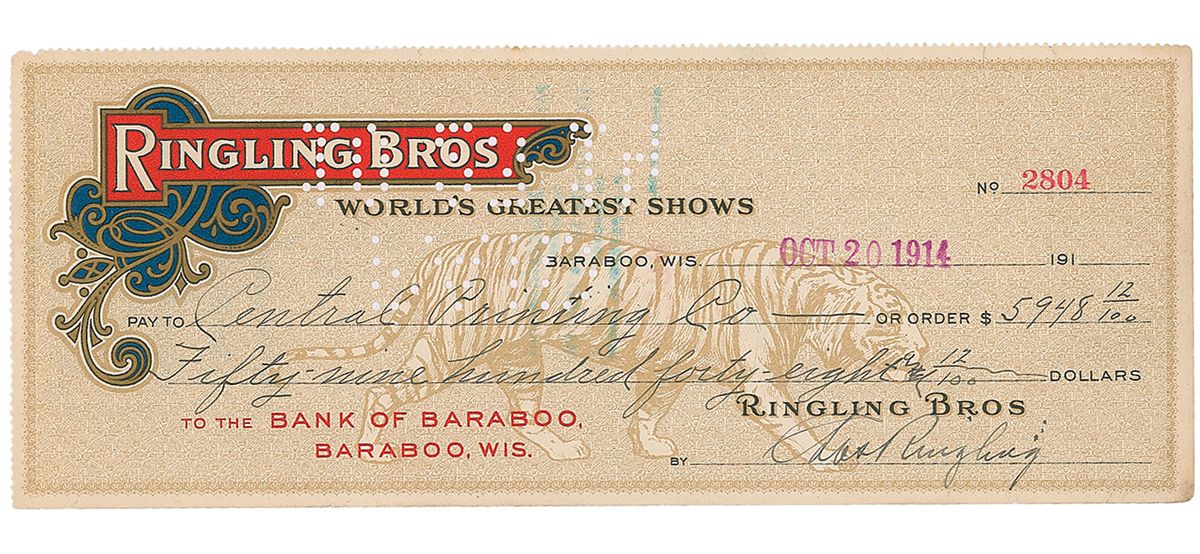 RINGLING BROS
WORLD'S GREATEST SHOWS
No 2804
BARABOO, WIS. OCT 20 1914 191
PAY TO Central Printing Co — OR ORDER $ 5948 12/100
Fifty-nine hundred forty-eight & 12/100 DOLLARS
TO THE BANK OF BARABOO,
BARABOO, WIS.
RINGLING BROS
BY Chas Ringling